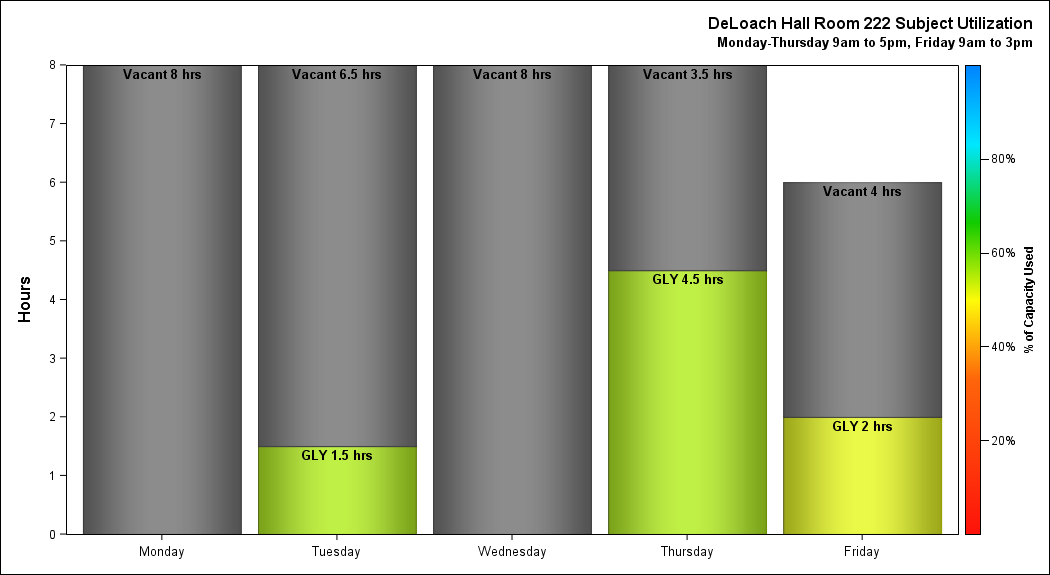 DeLoach Hall Room 222 Subject Utilization
Monday-Thursday 9am to 5pm, Friday 9am to 3pm
Hours
8
7
6
5
4
3
2
1
0
Vacant 8 hrs
Vacant 6.5 hrs
Vacant 8 hrs
Vacant 3.5 hrs
Vacant 4 hrs
GLY 4.5 hrs
GLY 2 hrs
GLY 1.5 hrs
Monday
Tuesday
Wednesday
Thursday
Friday
80%
60%
40%
20%
% of Capacity Used